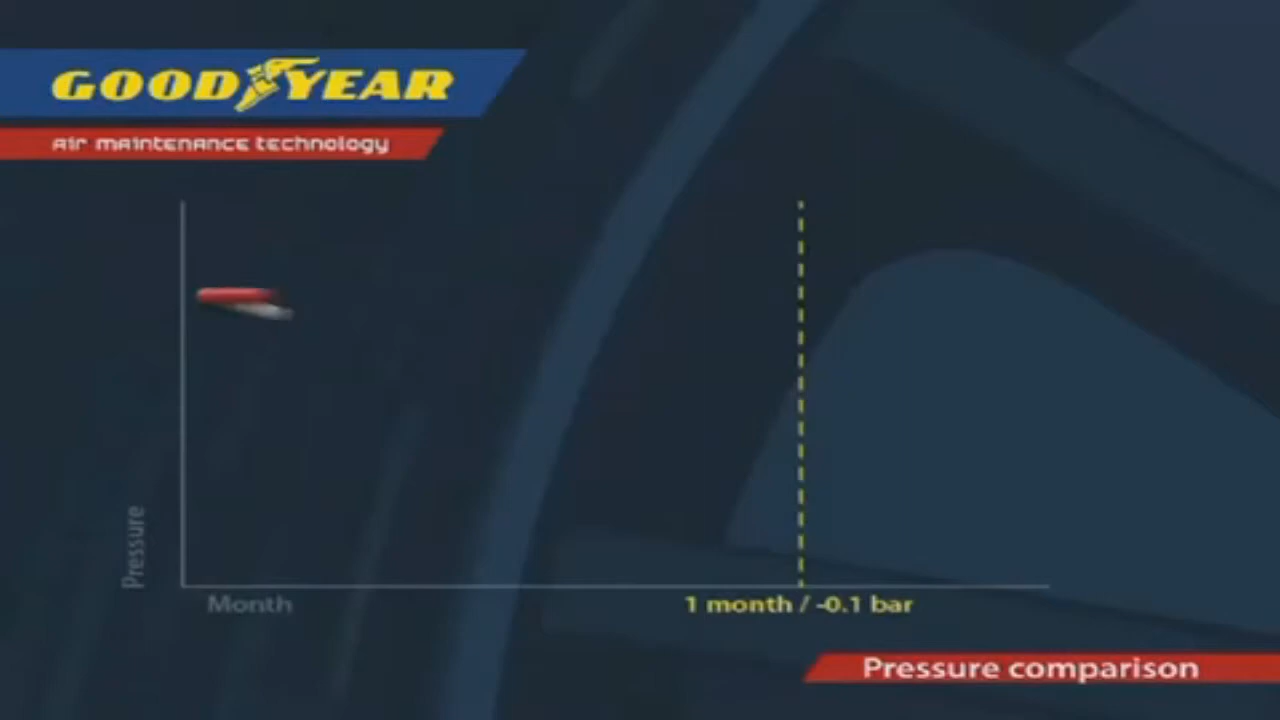 GOODYEAR
Air maintenance technology
Pressure
Month
1 month / -0.1 bar
Pressure comparison